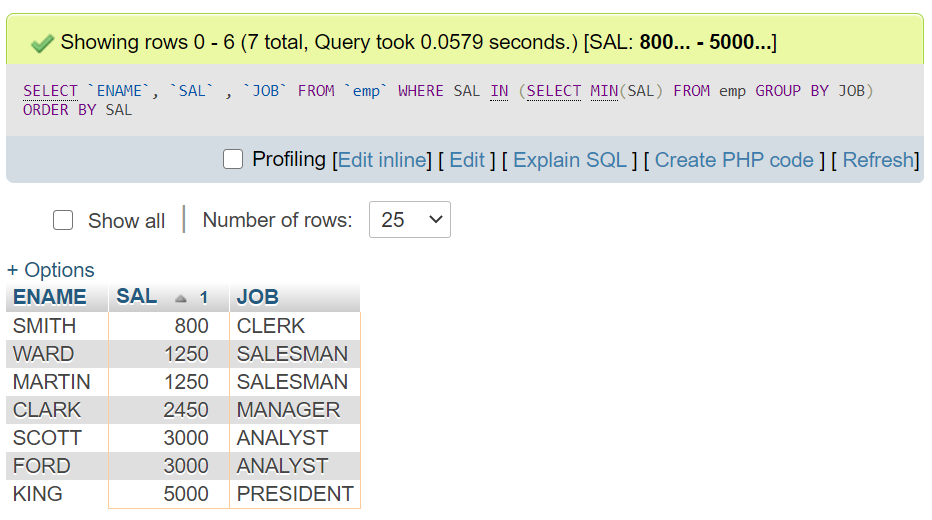 Showing rows 0 - 6 (7 total, Query took 0.0579 seconds.) [SAL: 800... - 5000...]
SELECT `ENAME`, `SAL` , `JOB` FROM `emp` WHERE SAL IN (SELECT MIN(SAL) FROM emp GROUP BY JOB)
ORDER BY SAL
Profiling [Edit inline] [ Edit ] [ Explain SQL ] [ Create PHP code ] [ Refresh]
Show all | Number of rows: 25
+ Options
ENAME SAL 1 JOB
SMITH 800 CLERK
WARD 1250 SALESMAN
MARTIN 1250 SALESMAN
CLARK 2450 MANAGER
SCOTT 3000 ANALYST
FORD 3000 ANALYST
KING 5000 PRESIDENT